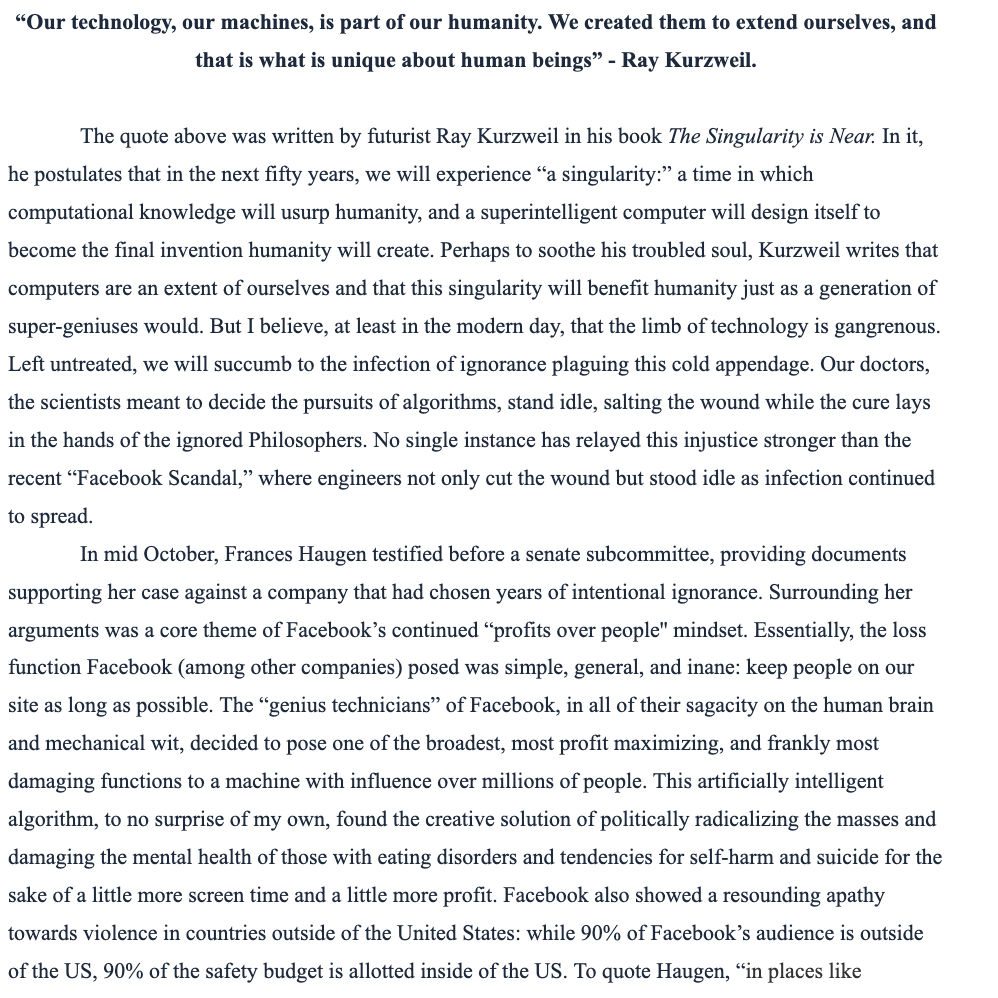 “Our technology, our machines, is part of our humanity. We created them to extend ourselves, and
that is what is unique about human beings” - Ray Kurzweil.
The quote above was written by futurist Ray Kurzweil in his book The Singularity is Near. In it,
he postulates that in the next fifty years, we will experience “a singularity:” a time in which
computational knowledge will usurp humanity, and a superintelligent computer will design itself to
become the final invention humanity will create. Perhaps to soothe his troubled soul, Kurzweil writes that
computers are an extent of ourselves and that this singularity will benefit humanity just as a generation of
super-geniuses would. But I believe, at least in the modern day, that the limb of technology is gangrenous.
Left untreated, we will succumb to the infection of ignorance plaguing this cold appendage. Our doctors,
the scientists meant to decide the pursuits of algorithms, stand idle, salting the wound while the cure lays
in the hands of the ignored Philosophers. No single instance has relayed this injustice stronger than the
recent “Facebook Scandal,” where engineers not only cut the wound but stood idle as infection continued
to spread.
In mid October, Frances Haugen testified before a senate subcommittee, providing documents
supporting her case against a company that had chosen years of intentional ignorance. Surrounding her
arguments was a core theme of Facebook’s continued “profits over people" mindset. Essentially, the loss
function Facebook (among other companies) posed was simple, general, and inane: keep people on our
site as long as possible. The “genius technicians” of Facebook, in all of their sagacity on the human brain
and mechanical wit, decided to pose one of the broadest, most profit maximizing, and frankly most
damaging functions to a machine with influence over millions of people. This artificially intelligent
algorithm, to no surprise of my own, found the creative solution of politically radicalizing the masses and
damaging the mental health of those with eating disorders and tendencies for self-harm and suicide for the
sake of a little more screen time and a little more profit. Facebook also showed a resounding apathy
towards violence in countries outside of the United States: while 90% of Facebook’s audience is outside
of the US, 90% of the safety budget is allotted inside of the US. To quote Haugen, “in places like